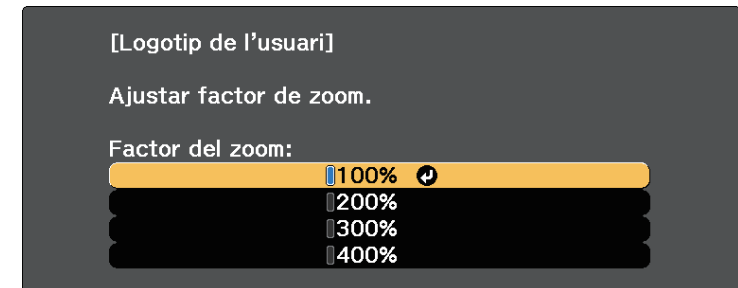 [Logotip de l’usuari]
Ajustar factor de zoom.
Factor del zoom:
100%
200%
300%
400%